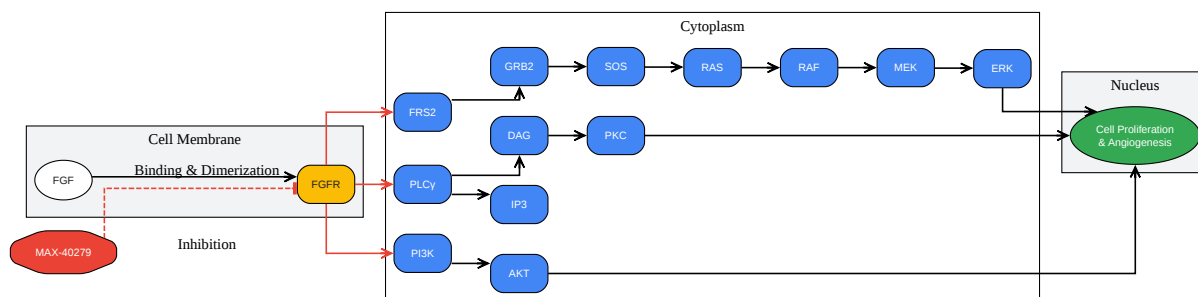 Cytoplasm
GRB2
SOS
RAS
RAF
MEK
ERK
Nucleus
FRS2
Cell Membrane
DAG
PKC
Cell Proliferation
& Angiogenesis
FGF
Binding & Dimerization
FGFR
PLCγ
IP3
Inhibition
MAX-40279
PI3K
AKT